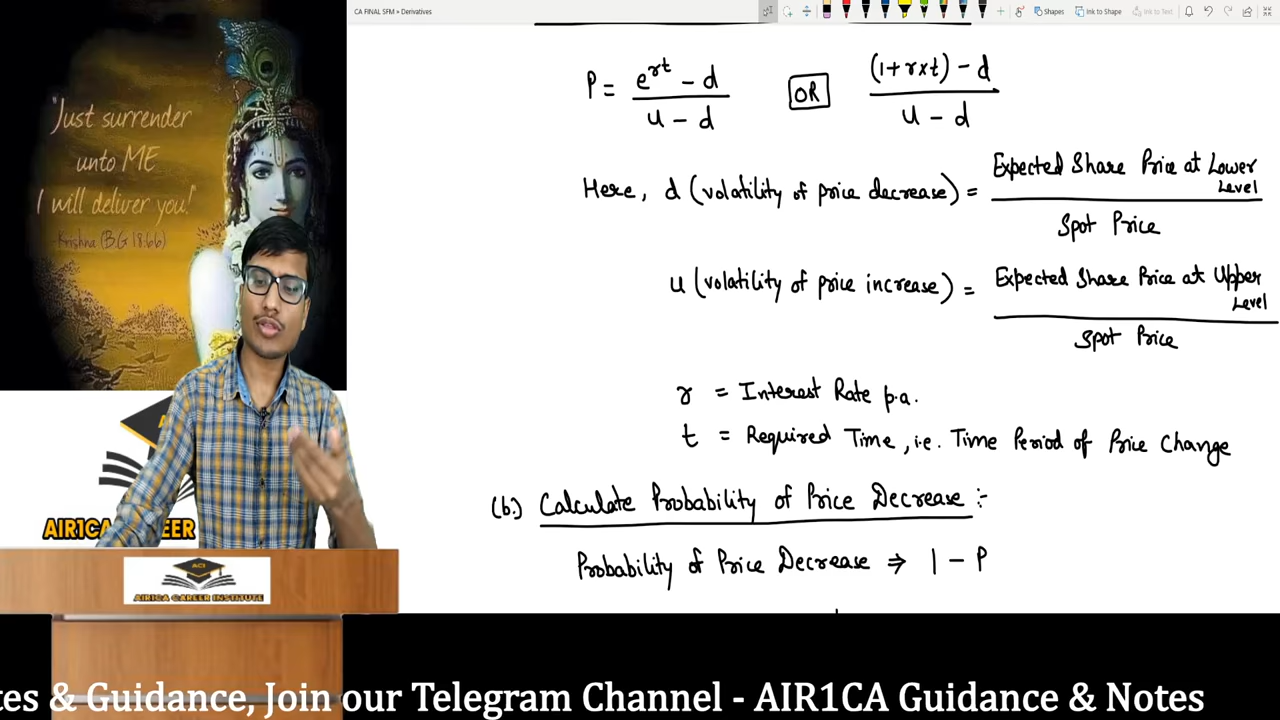 CA FINAL SFM » Derivatives
Shapes
Ink to Shape
Ink to Text
"Just surrender
unto ME
I will deliver you!"
-Krishna (B.G 18.66)
P = e^{rt} - d / u - d OR (1+r×t) - d / u - d
Here, d (volatility of price decrease) = Expected Share Price at Lower Level / Spot Price
u (volatility of price increase) = Expected Share Price at Upper Level / Spot Price
r = Interest Rate p.a.
t = Required Time, i.e. Time Period of Price Change
(b.) Calculate Probability of Price Decrease :-
Probability of Price Decrease ⇒ 1 - P
AIR1CA CAREER
ACI
AIR1CA CAREER INSTITUTE
tes & Guidance, Join our Telegram Channel - AIR1CA Guidance & Notes